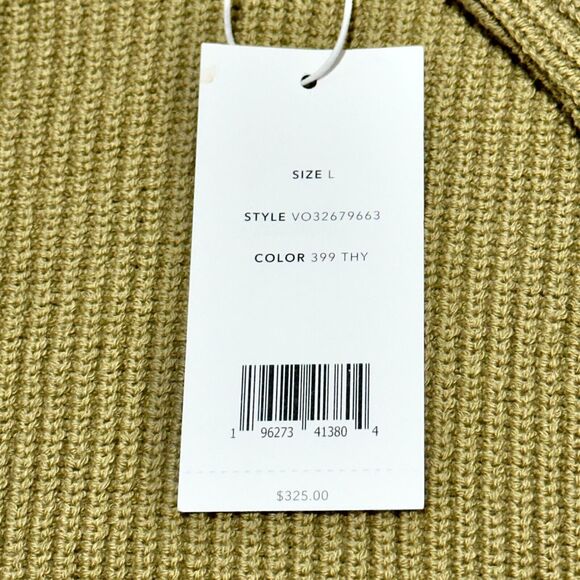 SIZE L
STYLE VO32679663
COLOR 399 THY
1 96273 41380 4
$325.00